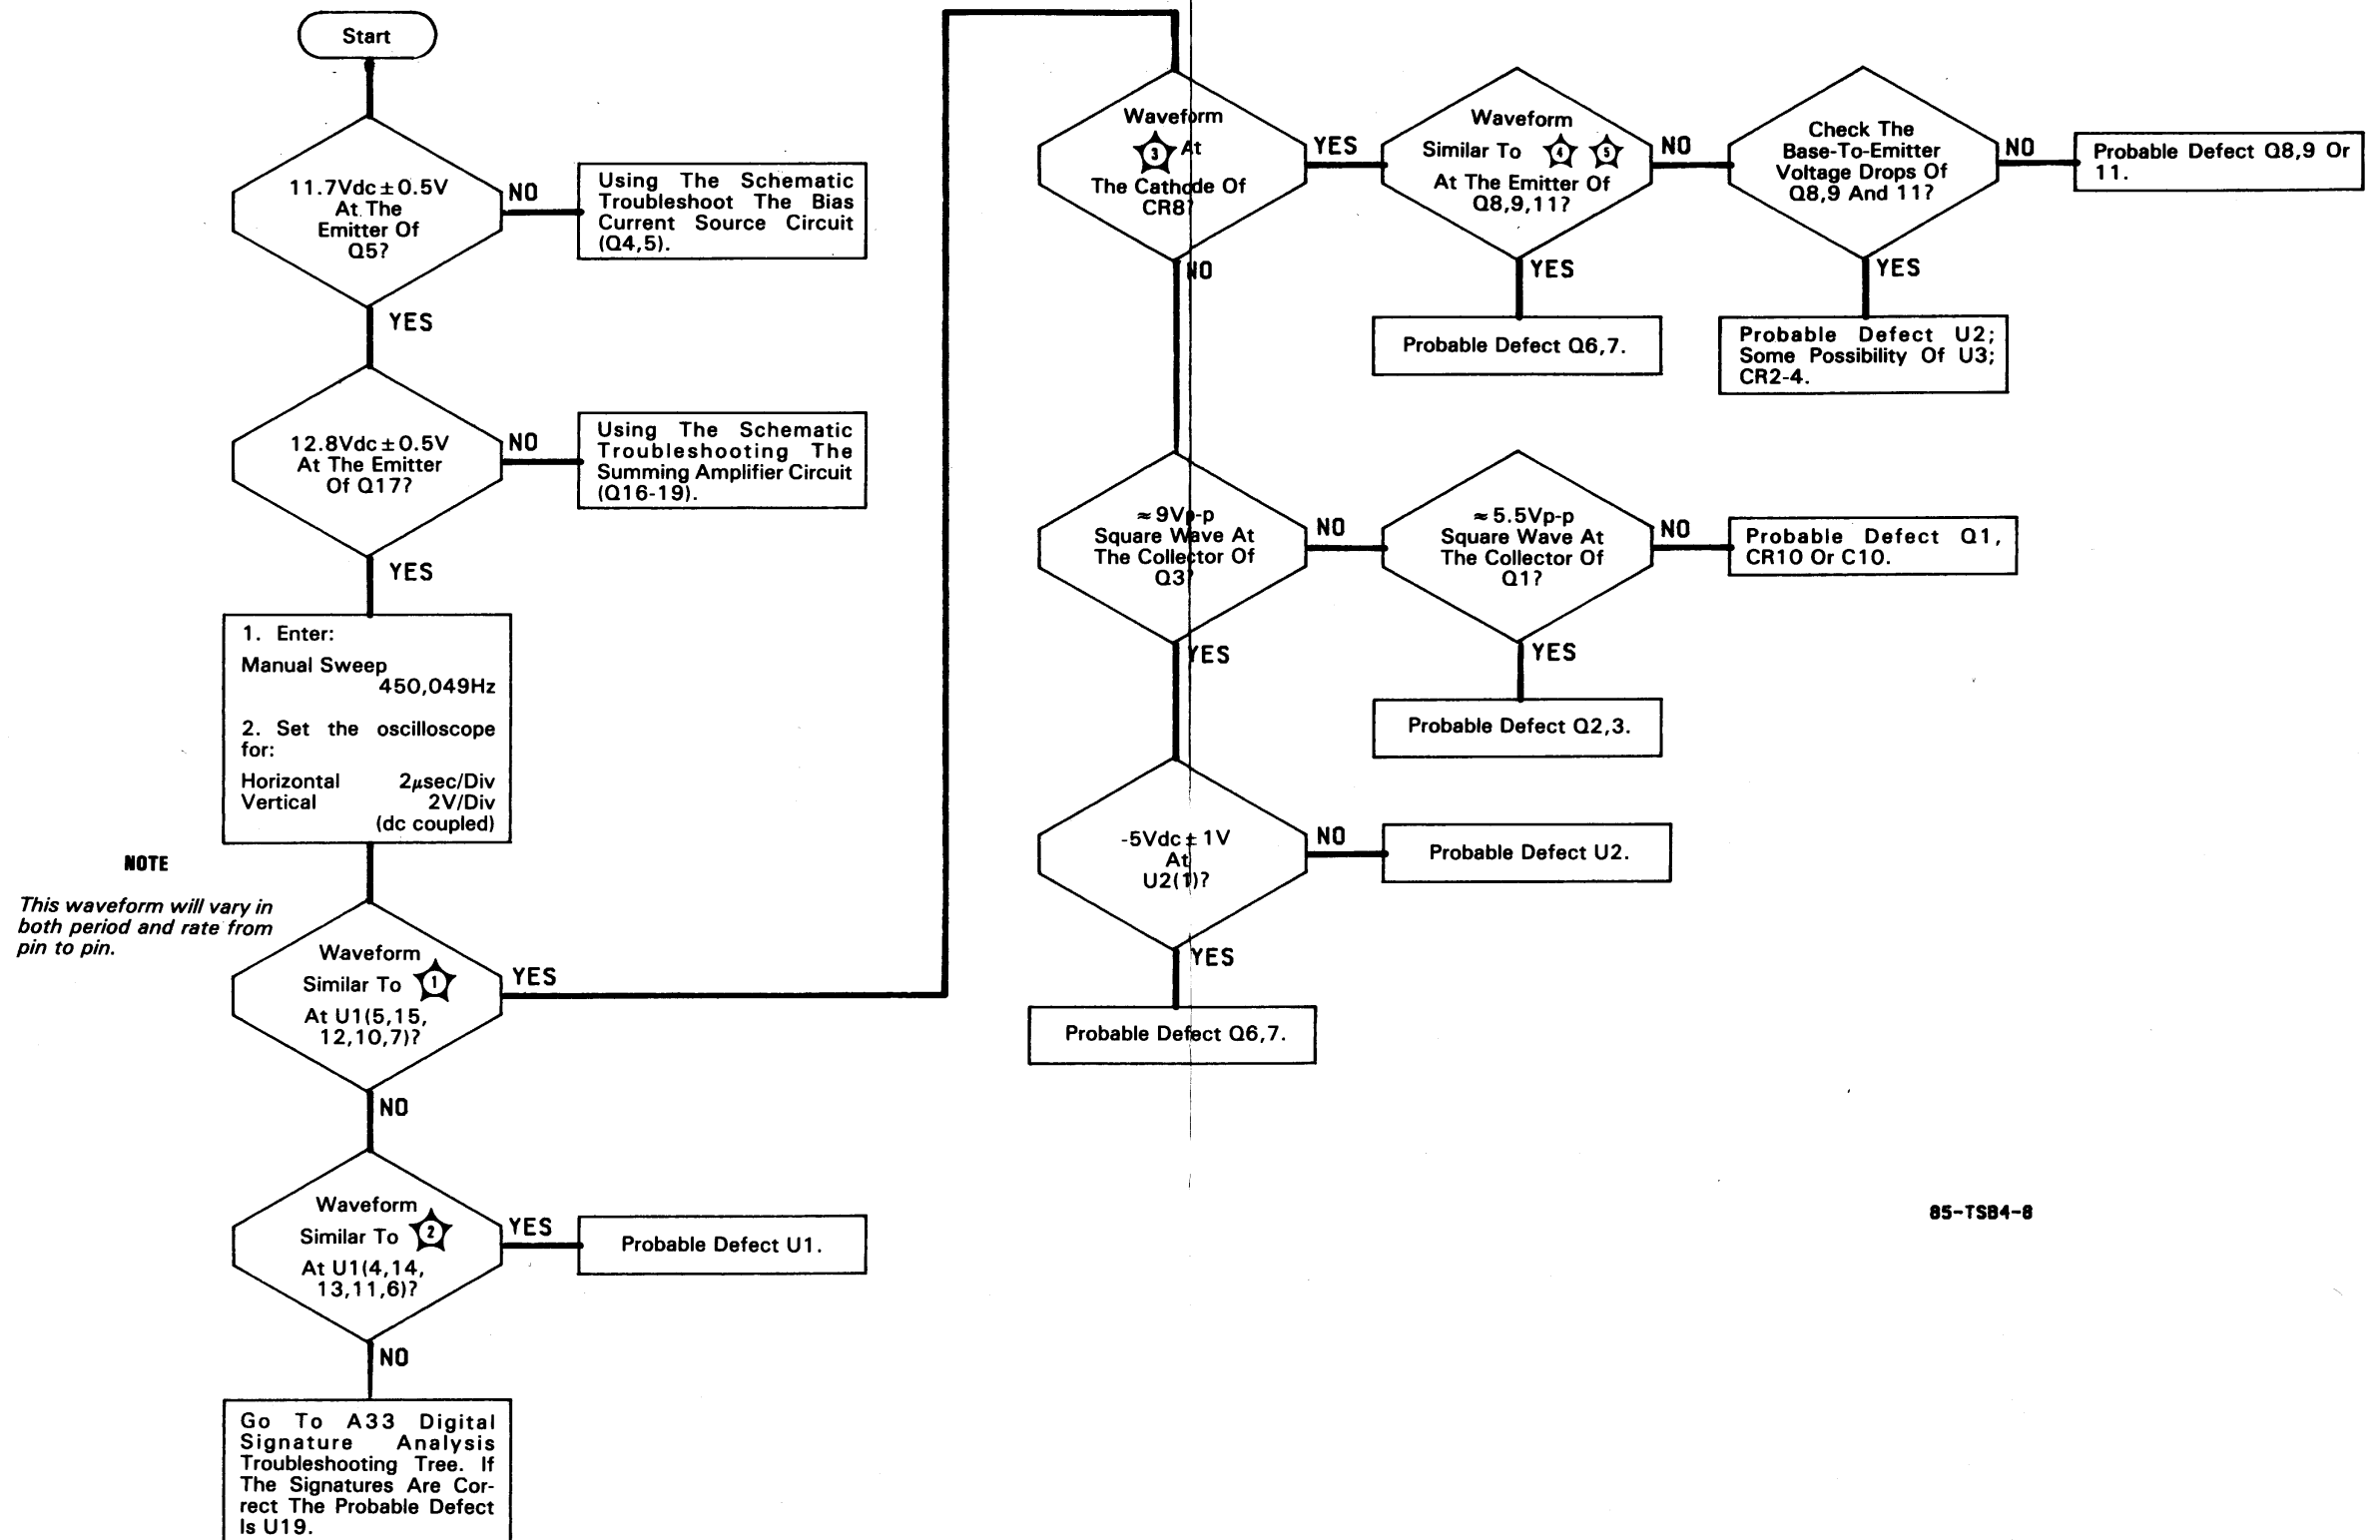 Start
11.7Vdc ± 0.5V
At The
Emitter Of
Q5?
NO
Using The Schematic
Troubleshoot The Bias
Current Source Circuit
(Q4,5).
YES
12.8Vdc ± 0.5V
At The Emitter
Of Q17?
NO
Using The Schematic
Troubleshooting The
Summing Amplifier Circuit
(Q16-19).
YES
1. Enter:
Manual Sweep
450,049Hz
2. Set the oscilloscope
for:
Horizontal 2μsec/Div
Vertical 2V/Div
(dc coupled)
NOTE
This waveform will vary in
both period and rate from
pin to pin.
Waveform
Similar To 1
At U1(5,15,
12,10,7)?
YES
NO
Waveform
Similar To 2
At U1(4,14,
13,11,6)?
YES
Probable Defect U1.
NO
Go To A33 Digital
Signature Analysis
Troubleshooting Tree. If
The Signatures Are Cor-
rect The Probable Defect
Is U19.
Waveform
3 At
The Cathode Of
CR8?
YES
Waveform
Similar To 4 5
At The Emitter Of
Q8,9,11?
NO
Check The
Base-To-Emitter
Voltage Drops Of
Q8,9 And 11?
NO
Probable Defect Q8,9 Or
11.
NO
YES
Probable Defect Q6,7.
YES
Probable Defect U2;
Some Possibility Of U3;
CR2-4.
≈ 9Vp-p
Square Wave At
The Collector Of
Q3?
NO
≈ 5.5Vp-p
Square Wave At
The Collector Of
Q1?
NO
Probable Defect Q1,
CR10 Or C10.
YES
YES
Probable Defect Q2,3.
-5Vdc ± 1V
At
U2(1)?
NO
Probable Defect U2.
YES
Probable Defect Q6,7.
85-TSB4-8